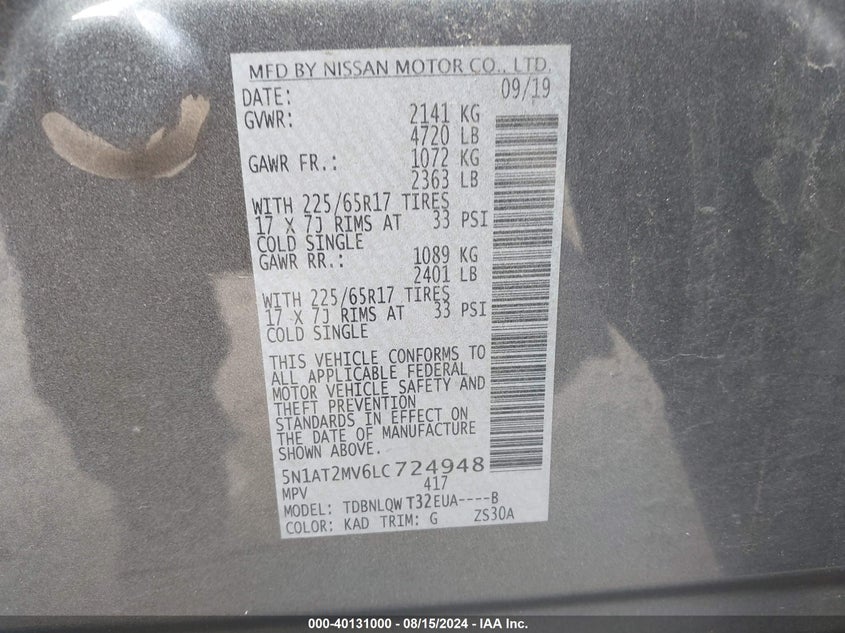 MFD BY NISSAN MOTOR CO., LTD.
DATE: 09/19
GVWR: 2141 KG
4720 LB
GAWR FR.: 1072 KG
2363 LB
WITH 225/65R17 TIRES
17 X 7J RIMS AT 33 PSI
COLD SINGLE
GAWR RR.: 1089 KG
2401 LB
WITH 225/65R17 TIRES
17 X 7J RIMS AT 33 PSI
COLD SINGLE
THIS VEHICLE CONFORMS TO
ALL APPLICABLE FEDERAL
MOTOR VEHICLE SAFETY AND
THEFT PREVENTION
STANDARDS IN EFFECT ON
THE DATE OF MANUFACTURE
SHOWN ABOVE.
5N1AT2MV6LC724948
MPV 417
MODEL: TDBNLQW T32EUA----B
COLOR: KAD TRIM: G ZS30A
000-40131000 - 08/15/2024 - IAA Inc.